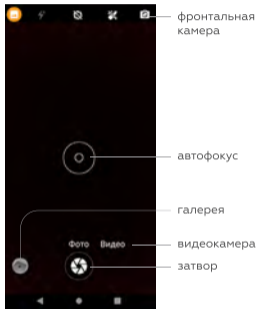 фронтальная
камера
автофокус
галерея
Фото Видео
видеокамера
затвор